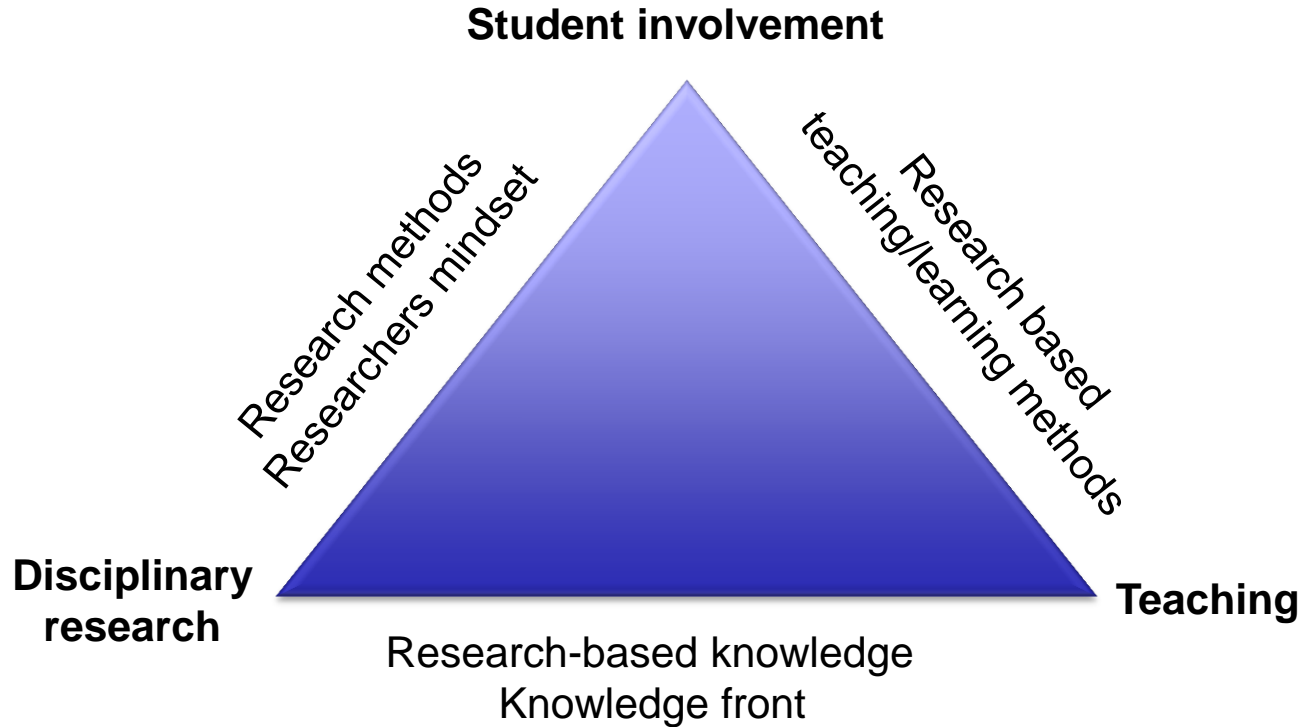 Student involvement
Research methods
Researchers mindset
Research based
teaching/learning methods
Disciplinary
research
Teaching
Research-based knowledge
Knowledge front